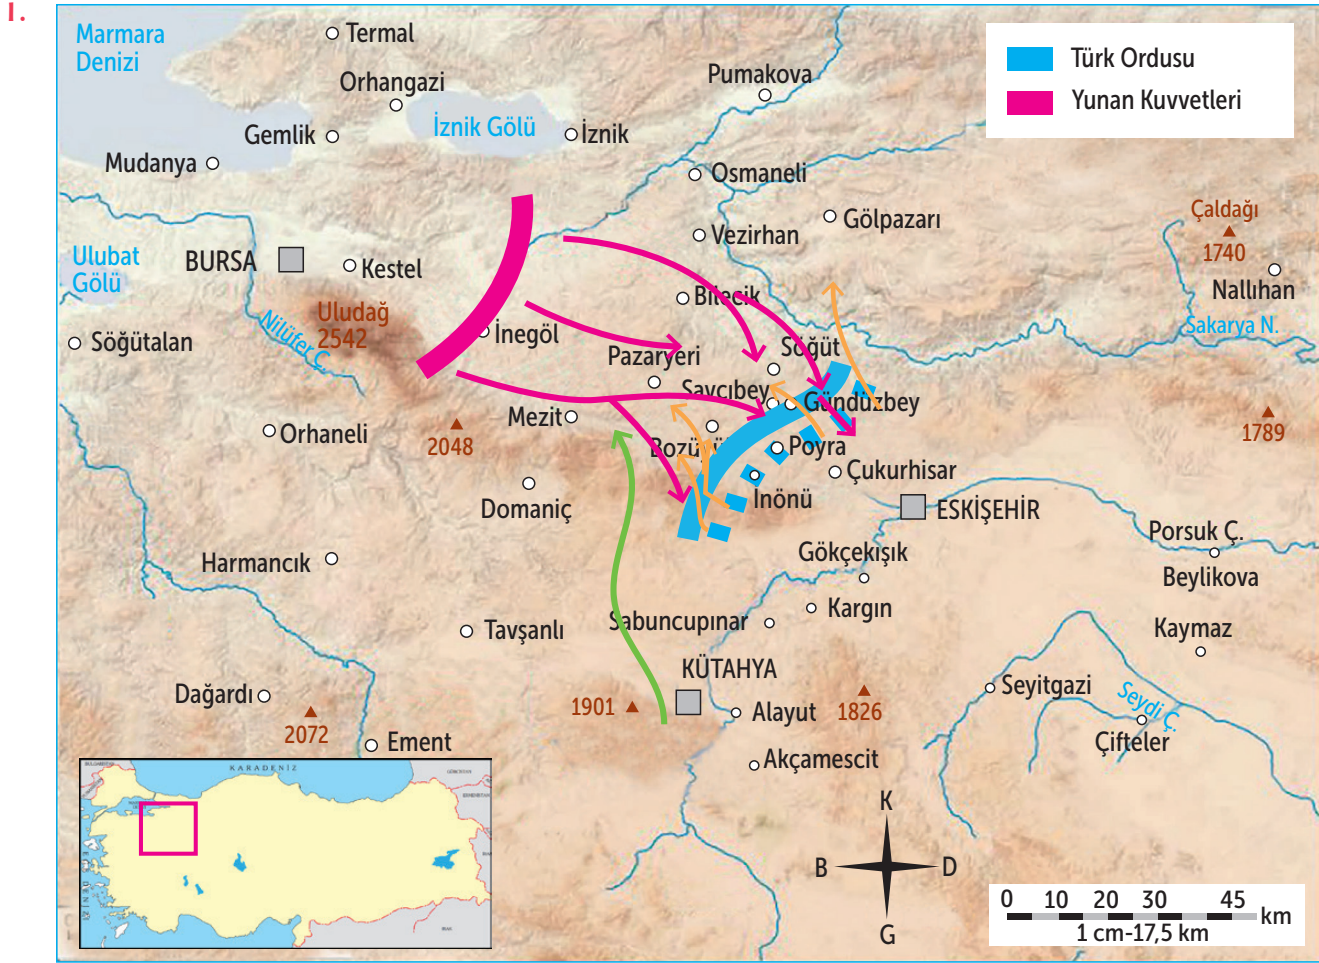 1.
Marmara
Denizi
Termal
Orhangazi
Pumakova
Türk Ordusu
Yunan Kuvvetleri
Gemlik
İznik Gölü
İznik
Mudanya
Osmaneli
Çaldağı
1740
Gölpazarı
Vezirhan
Ulubat
Gölü
BURSA
Kestel
Nallıhan
Bilecik
Uludağ
2542
Nilüfer Ç.
Sakarya N.
Söğütalan
İnegöl
Pazaryeri
Söğüt
Savcıbey
Gündüzbey
Mezit
Orhaneli
2048
1789
Poyra
Çukurhisar
Domaniç
İnönü
ESKİŞEHİR
Porsuk Ç.
Beylikova
Gökçekışık
Harmancık
Kargın
Sabuncupınar
Tavşanlı
Kaymaz
KÜTAHYA
Seyitgazi
Dağardı
1901
Alayut
1826
Seydi Ç.
Çifteler
2072
Ement
Akçamescit
KARADENİZ
K
B
D
G
0 10 20 30 45
km
1 cm-17,5 km